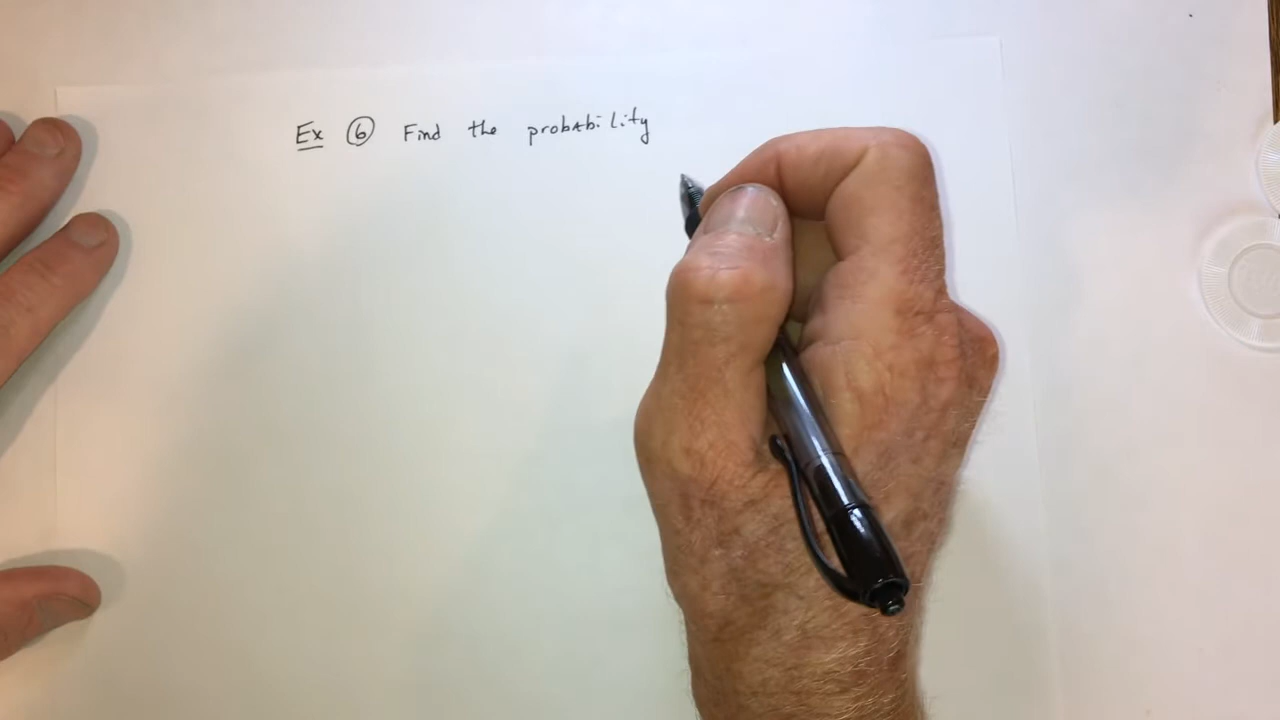 Ex ⑥ Find the probability